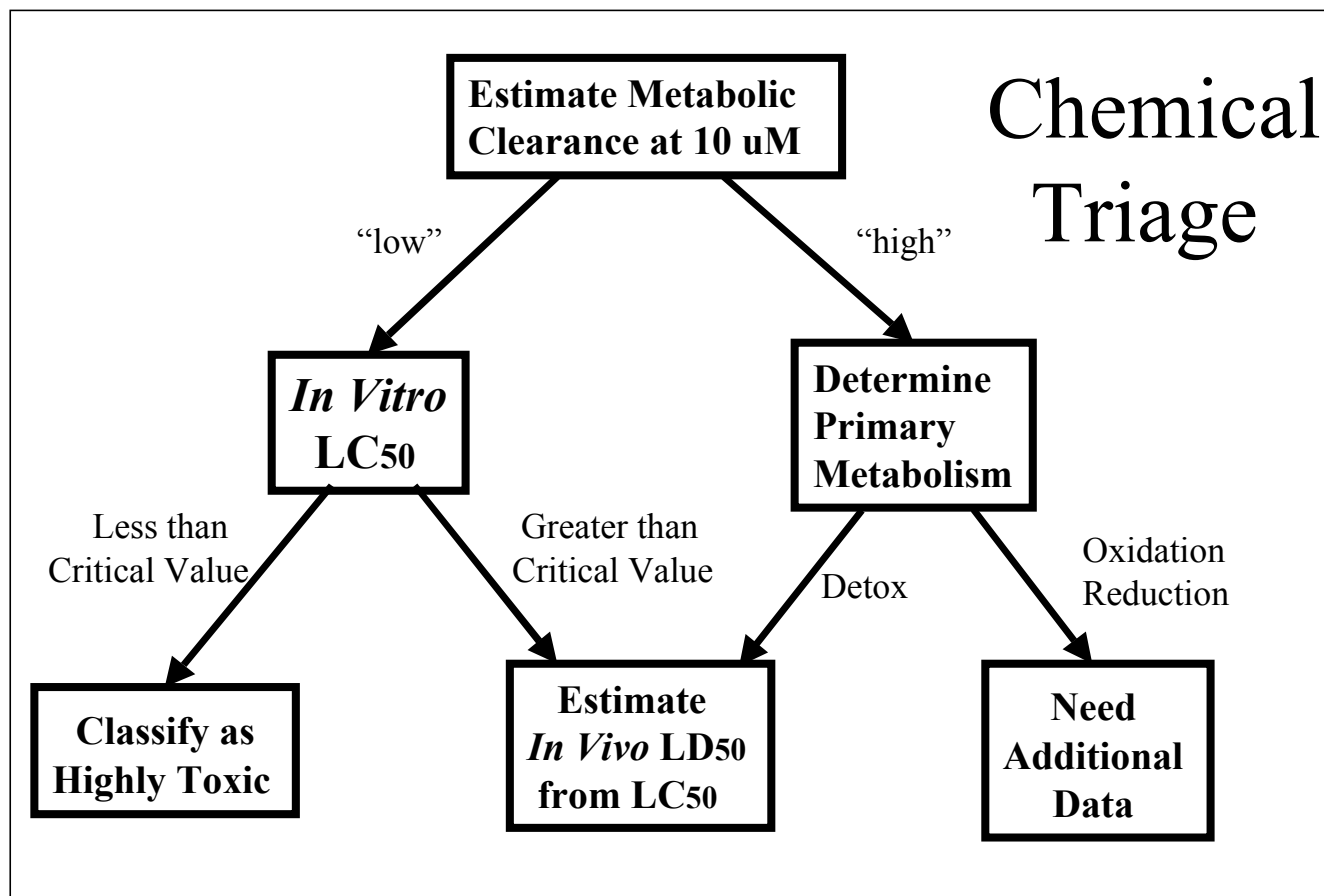 Chemical
Triage
Estimate Metabolic
Clearance at 10 uM
“low”
“high”
In Vitro
LC50
Determine
Primary
Metabolism
Less than
Critical Value
Greater than
Critical Value
Detox
Oxidation
Reduction
Classify as
Highly Toxic
Estimate
In Vivo LD50
from LC50
Need
Additional
Data